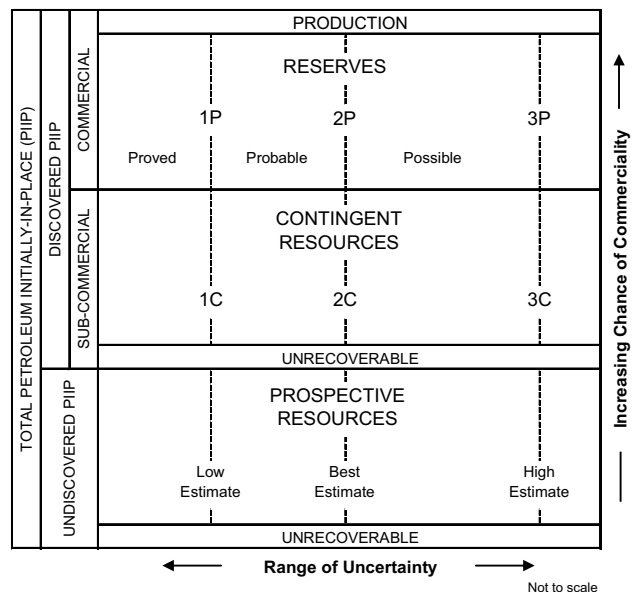 TOTAL PETROLEUM INITIALLY-IN-PLACE (PIIP)
DISCOVERED PIIP
UNDISCOVERED PIIP
COMMERCIAL
SUB-COMMERCIAL
PRODUCTION
RESERVES
1P 2P 3P
Proved Probable Possible
CONTINGENT
RESOURCES
1C 2C 3C
UNRECOVERABLE
PROSPECTIVE
RESOURCES
Low Best High
Estimate Estimate Estimate
UNRECOVERABLE
Increasing Chance of Commerciality
Range of Uncertainty
Not to scale